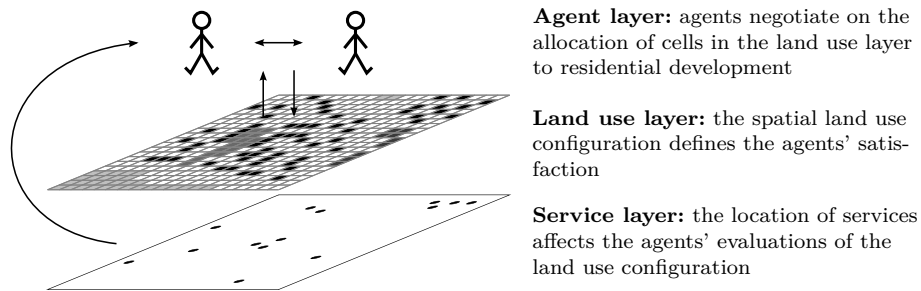 Agent layer: agents negotiate on the
allocation of cells in the land use layer
to residential development
Land use layer: the spatial land use
configuration defines the agents' satis-
faction
Service layer: the location of services
affects the agents' evaluations of the
land use configuration